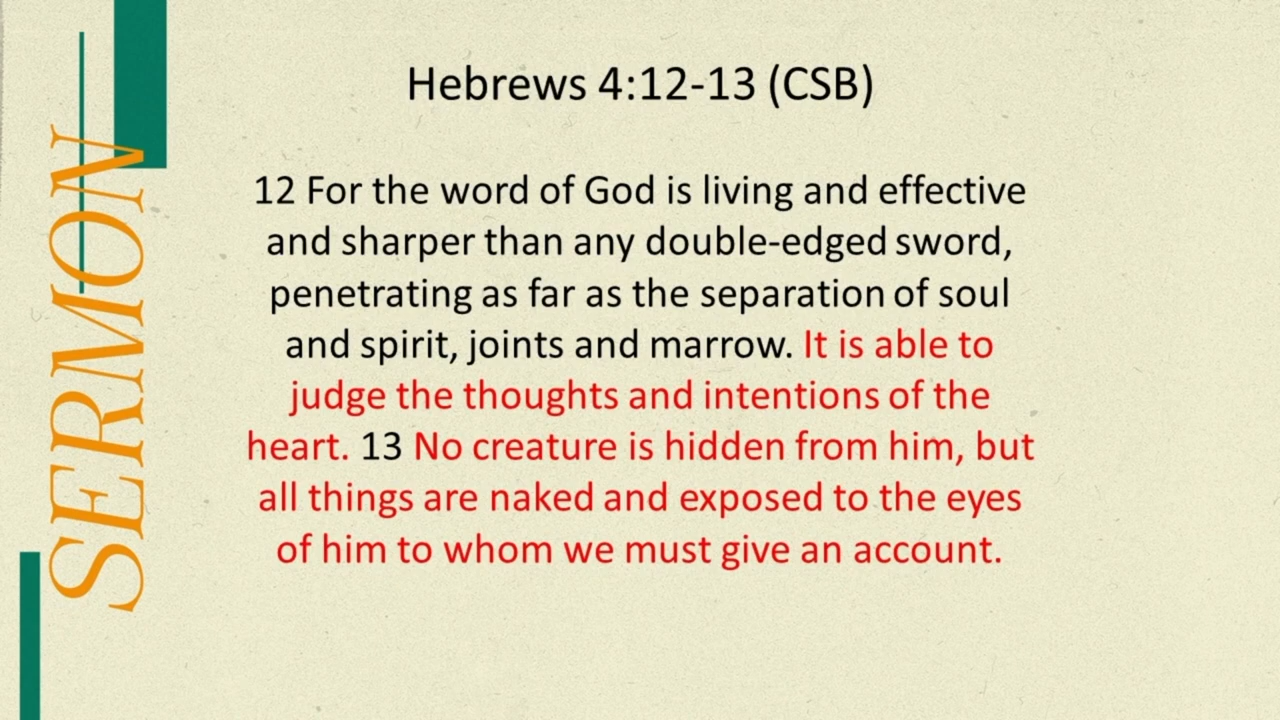 SERMON
Hebrews 4:12-13 (CSB)
12 For the word of God is living and effective
and sharper than any double-edged sword,
penetrating as far as the separation of soul
and spirit, joints and marrow. It is able to
judge the thoughts and intentions of the
heart. 13 No creature is hidden from him, but
all things are naked and exposed to the eyes
of him to whom we must give an account.